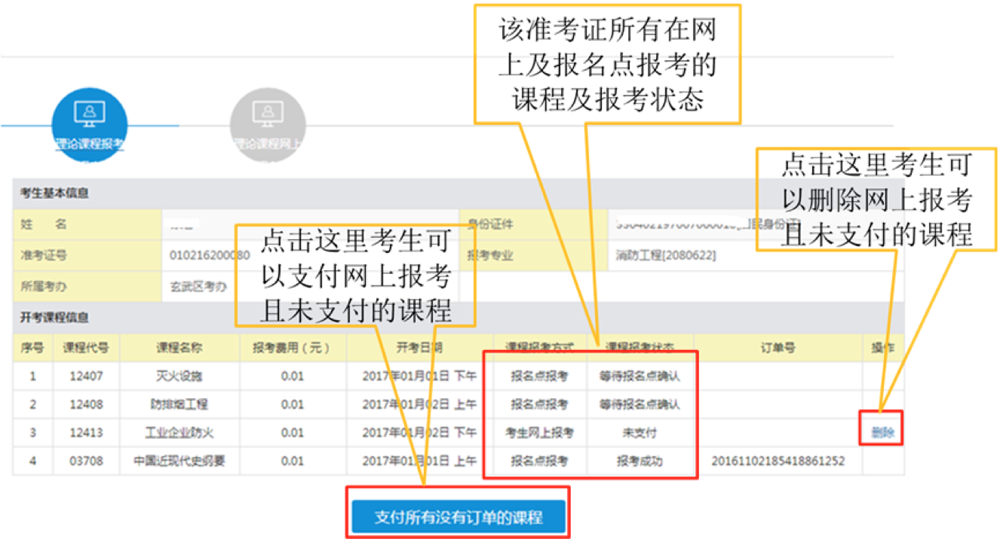 该准考证所有在网
上及报名点报考的
课程及报考状态
理论课程报考
理论课程网上
点击这里考生可
以删除网上报考
且未支付的课程
考生基本信息
姓 名
身份证件
准考证号 010216200080 报考专业 消防工程[2080622]
所属考办 玄武区考办
点击这里考生可
以支付网上报考
且未支付的课程
开考课程信息
序号 课程代号 课程名称 报考费用（元） 开考日期 课程报考方式 课程报考状态 订单号 操作
1 12407 灭火设施 0.01 2017年01月01日 下午 报名点报考 等待报名点确认
2 12408 防排烟工程 0.01 2017年01月02日 上午 报名点报考 等待报名点确认
3 12413 工业企业防火 0.01 2017年01月02日 下午 考生网上报考 未支付 删除
4 03708 中国近现代史纲要 0.01 2017年01月01日 上午 报名点报考 报考成功 20161102185418861252
支付所有没有订单的课程